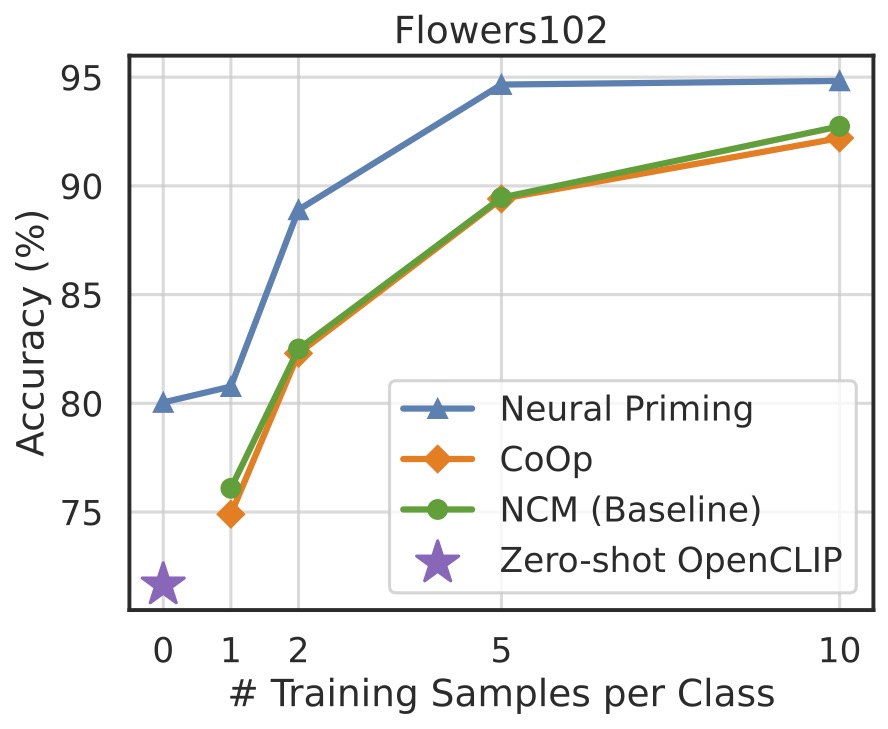 Flowers102
95
90
85
80
75
Accuracy (%)
Neural Priming
CoOp
NCM (Baseline)
Zero-shot OpenCLIP
0 1 2 5 10
# Training Samples per Class